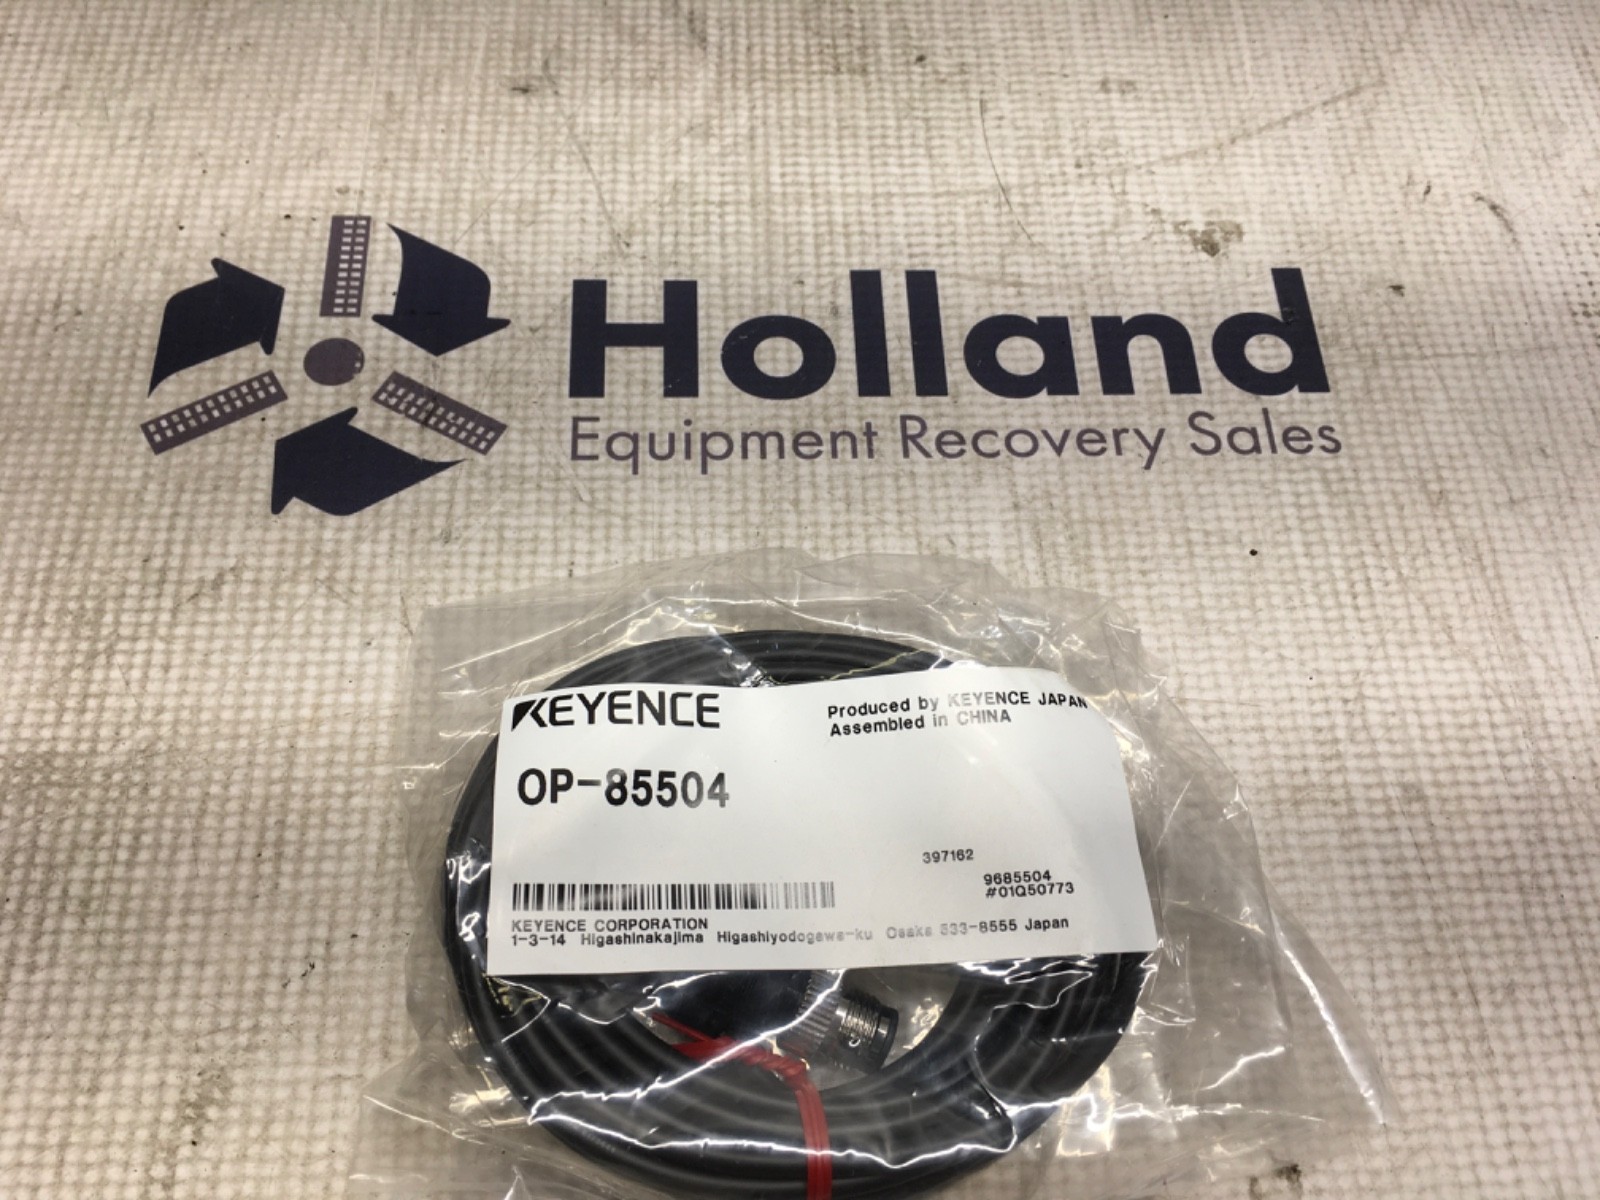 Holland
Equipment Recovery Sales
KEYENCE
Produced by KEYENCE JAPAN
Assembled in CHINA
OP-85504
397162
9685504
#01Q50773
KEYENCE CORPORATION
1-3-14 Higashinakajima Higashiyodogawa-ku Osaka 533-8555 Japan